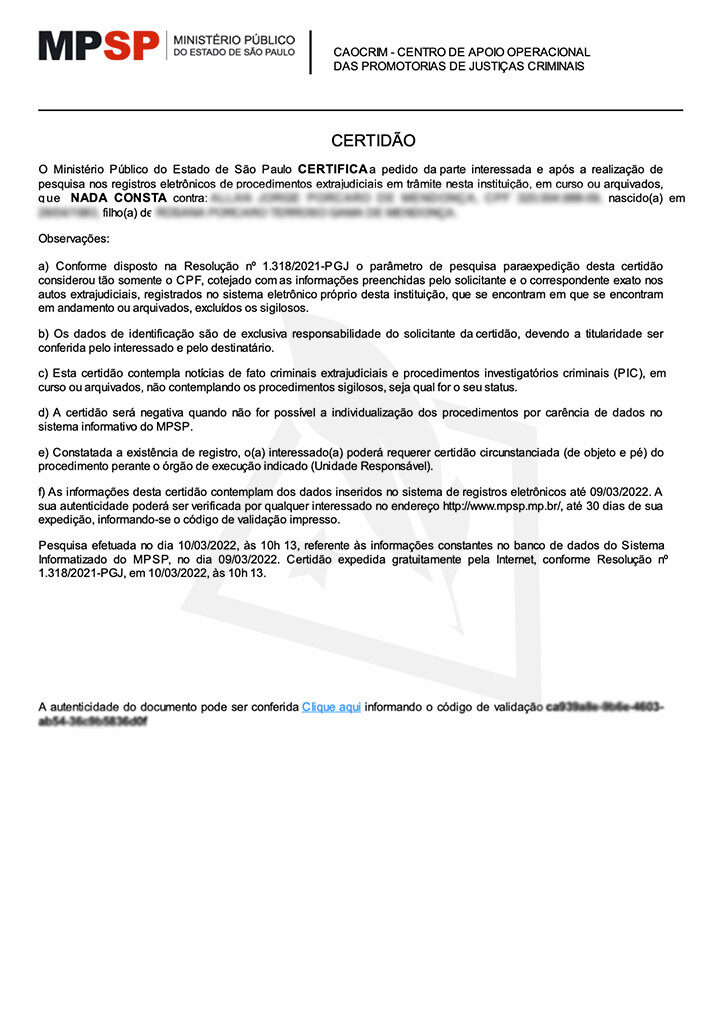 MPSP MINISTÉRIO PÚBLICO
DO ESTADO DE SÃO PAULO
CAOCRIM - CENTRO DE APOIO OPERACIONAL
DAS PROMOTORIAS DE JUSTIÇAS CRIMINAIS
CERTIDÃO
O Ministério Público do Estado de São Paulo CERTIFICA a pedido da parte interessada e após a realização de
pesquisa nos registros eletrônicos de procedimentos extrajudiciais em trâmite nesta instituição, em curso ou arquivados,
que NADA CONSTA contra: nascido(a) em
filho(a) de
Observações:
a) Conforme disposto na Resolução nº 1.318/2021-PGJ o parâmetro de pesquisa paraexpedição desta certidão
considerou tão somente o CPF, cotejado com as informações preenchidas pelo solicitante e o correspondente exato nos
autos extrajudiciais, registrados no sistema eletrônico próprio desta instituição, que se encontram em que se encontram
em andamento ou arquivados, excluídos os sigilosos.
b) Os dados de identificação são de exclusiva responsabilidade do solicitante da certidão, devendo a titularidade ser
conferida pelo interessado e pelo destinatário.
c) Esta certidão contempla notícias de fato criminais extrajudiciais e procedimentos investigatórios criminais (PIC), em
curso ou arquivados, não contemplando os procedimentos sigilosos, seja qual for o seu status.
d) A certidão será negativa quando não for possível a individualização dos procedimentos por carência de dados no
sistema informativo do MPSP.
e) Constatada a existência de registro, o(a) interessado(a) poderá requerer certidão circunstanciada (de objeto e pé) do
procedimento perante o órgão de execução indicado (Unidade Responsável).
f) As informações desta certidão contemplam dos dados inseridos no sistema de registros eletrônicos até 09/03/2022. A
sua autenticidade poderá ser verificada por qualquer interessado no endereço http://www.mpsp.mp.br/, até 30 dias de sua
expedição, informando-se o código de validação impresso.
Pesquisa efetuada no dia 10/03/2022, às 10h 13, referente às informações constantes no banco de dados do Sistema
Informatizado do MPSP, no dia 09/03/2022. Certidão expedida gratuitamente pela Internet, conforme Resolução nº
1.318/2021-PGJ, em 10/03/2022, às 10h 13.
A autenticidade do documento pode ser conferida Clique aqui informando o código de validação